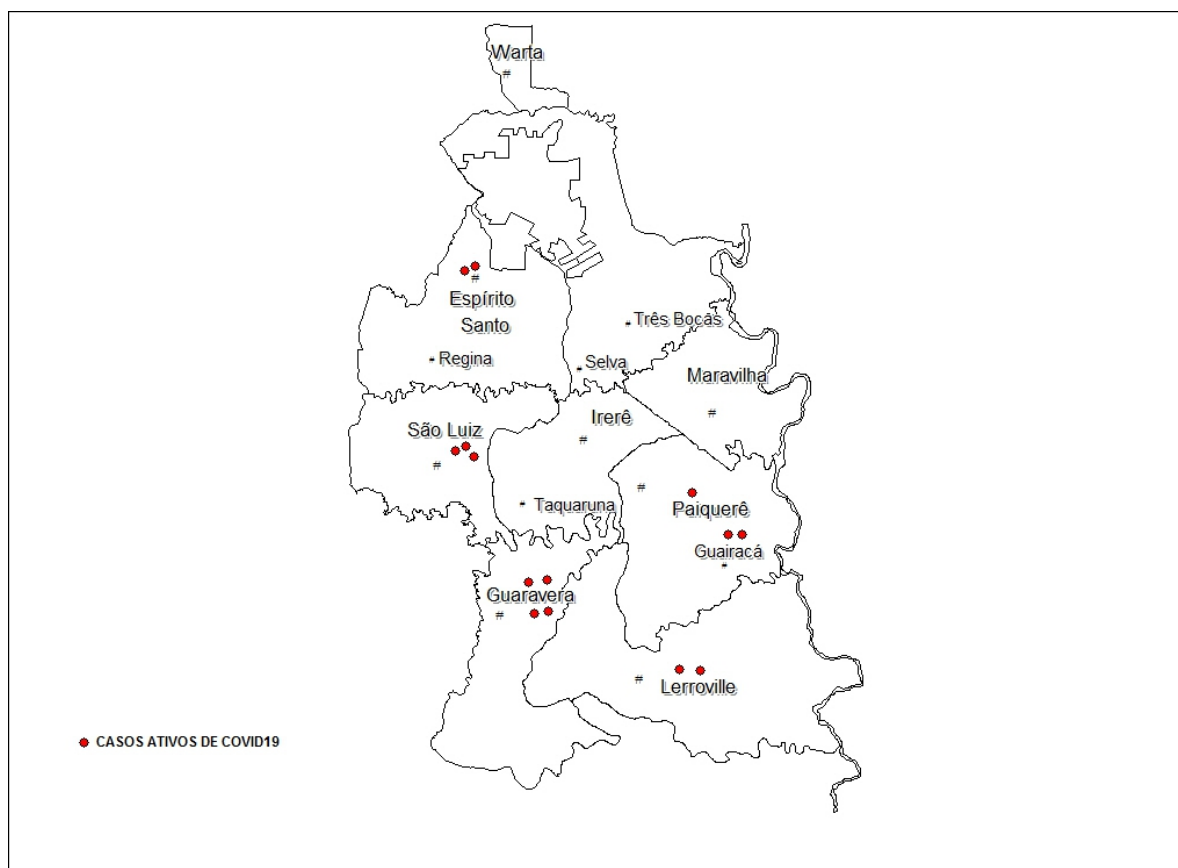 Warta
#
#
Espírito
Santo
Três Bocas
Regina
Selva
Maravilha
#
São Luiz
Irerê
#
#
#
Taquaruna
Paiquerê
Guairacá
Guaravera
#
#
Lerroville
CASOS ATIVOS DE COVID19